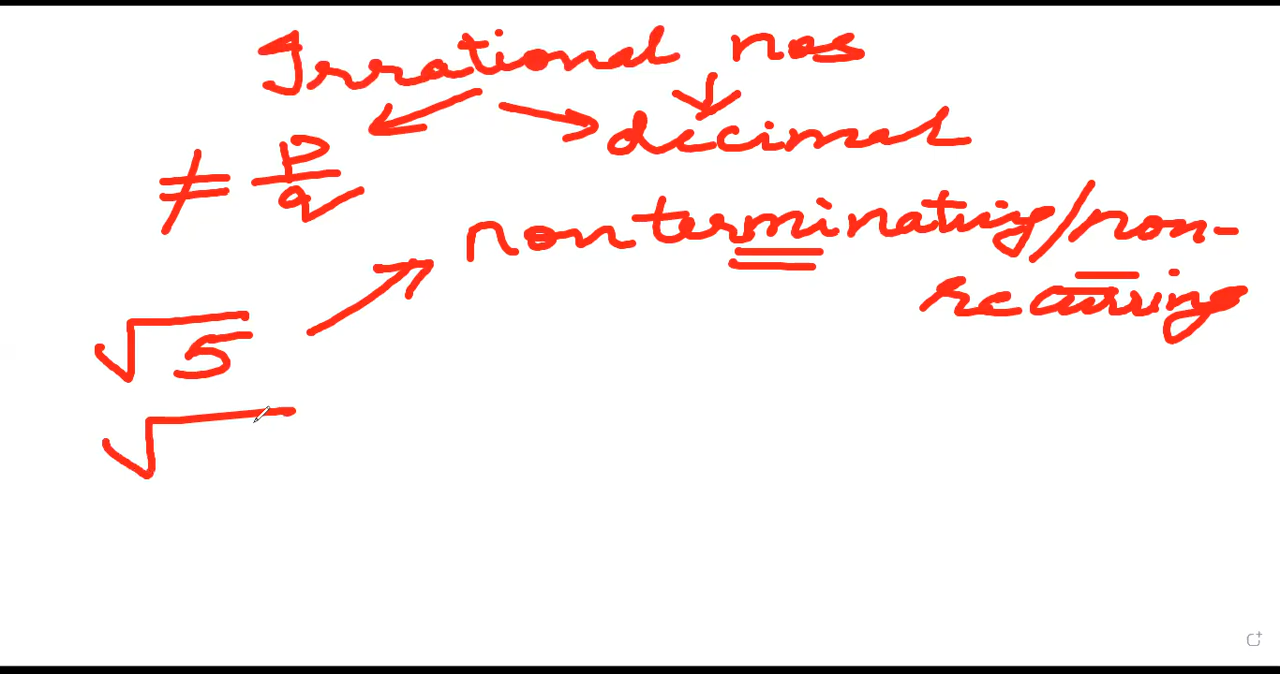 Irrational nos
≠ p/q
decimal
non terminating/non-
recurring
√5
√